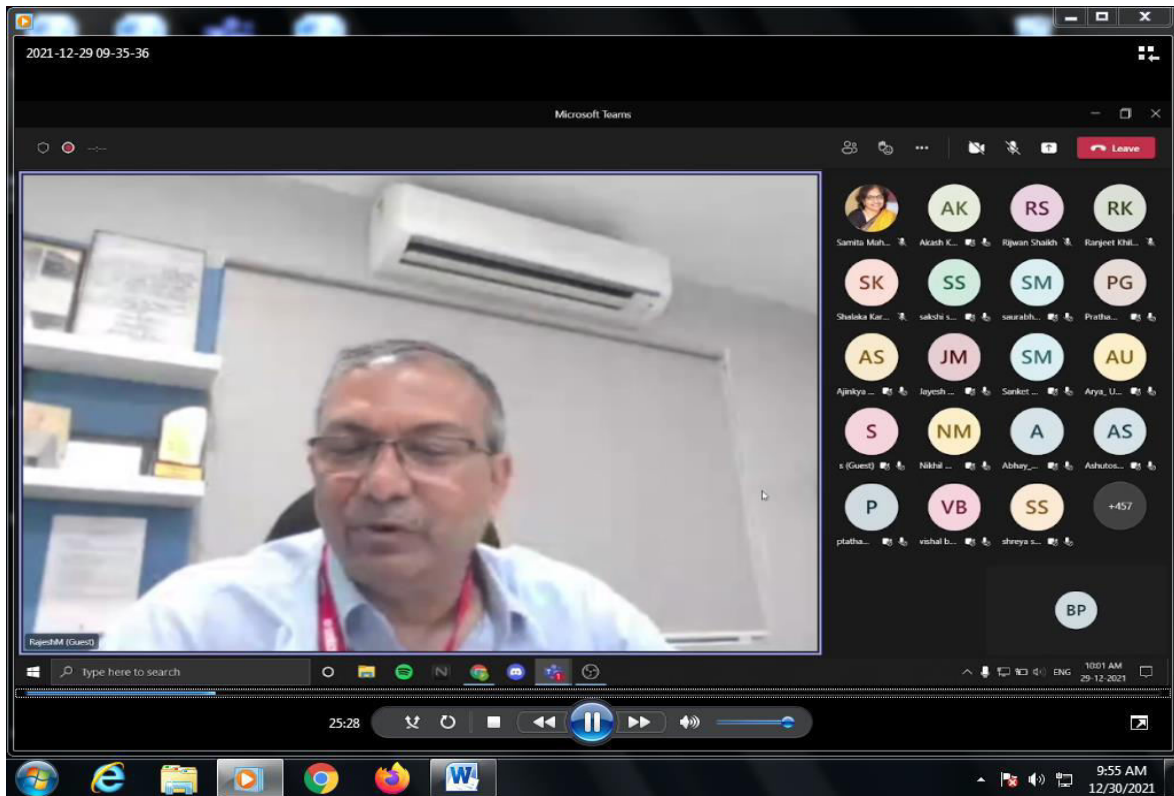 2021-12-29 09-35-36
Microsoft Teams
--:--
Leave
AK
RS
RK
Samita Mah...
Akash K...
Rijwan Shaikh
Ranjeet Khil...
SK
SS
SM
PG
Shalaka Kar...
sakshi s...
saurabh...
Pratha...
AS
JM
SM
AU
Ajinkya ...
Jayesh ...
Sanket ...
Arya_ U...
S
NM
A
AS
s (Guest)
Nikhil ...
Abhay_...
Ashutos...
P
VB
SS
+457
ptatha...
vishal b...
shreya s...
BP
RajeshM (Guest)
Type here to search
N
ENG
10:01 AM
29-12-2021
25:28
W
9:55 AM
12/30/2021